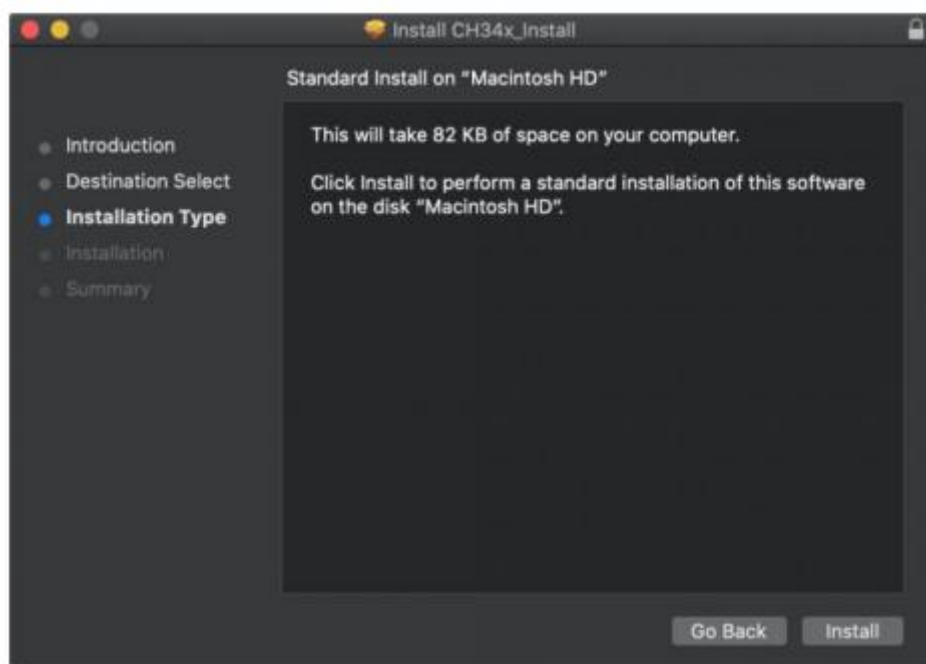 Install CH34x_Install
Standard Install on "Macintosh HD"
Introduction
Destination Select
Installation Type
Installation
Summary
This will take 82 KB of space on your computer.
Click Install to perform a standard installation of this software
on the disk "Macintosh HD".
Go Back
Install